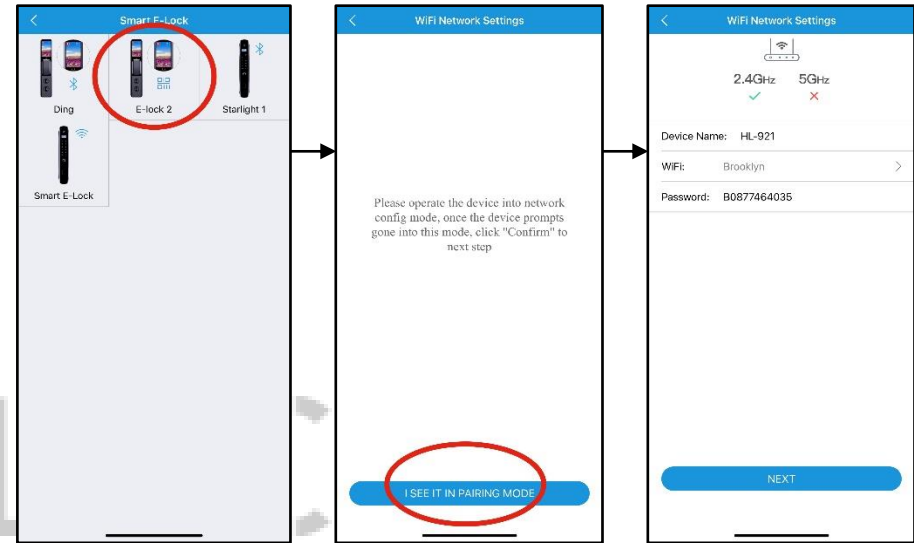 Smart E-Lock
Ding
E-lock 2
Starlight 1
Smart E-Lock
WiFi Network Settings
Please operate the device into network
config mode, once the device prompts
gone into this mode, click "Confirm" to
next step
I SEE IT IN PAIRING MODE
WiFi Network Settings
2.4GHz 5GHz
Device Name: HL-921
WiFi: Brooklyn
Password: B0877464035
NEXT